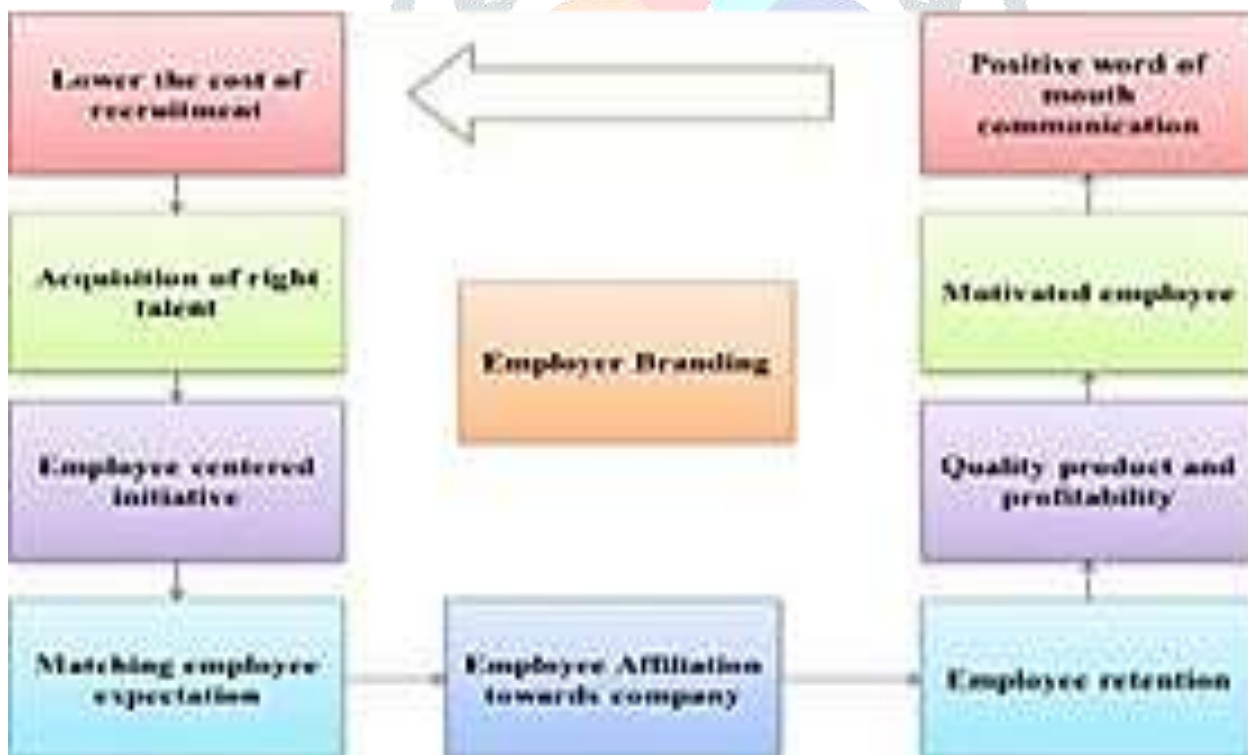 Lower the cost of
recruitment
Positive word of
mouth
communication
Acquisition of right
talent
Motivated employee
Employer Branding
Employee centered
initiative
Quality product and
profitability
Matching employee
expectation
Employee Affiliation
towards company
Employee retention